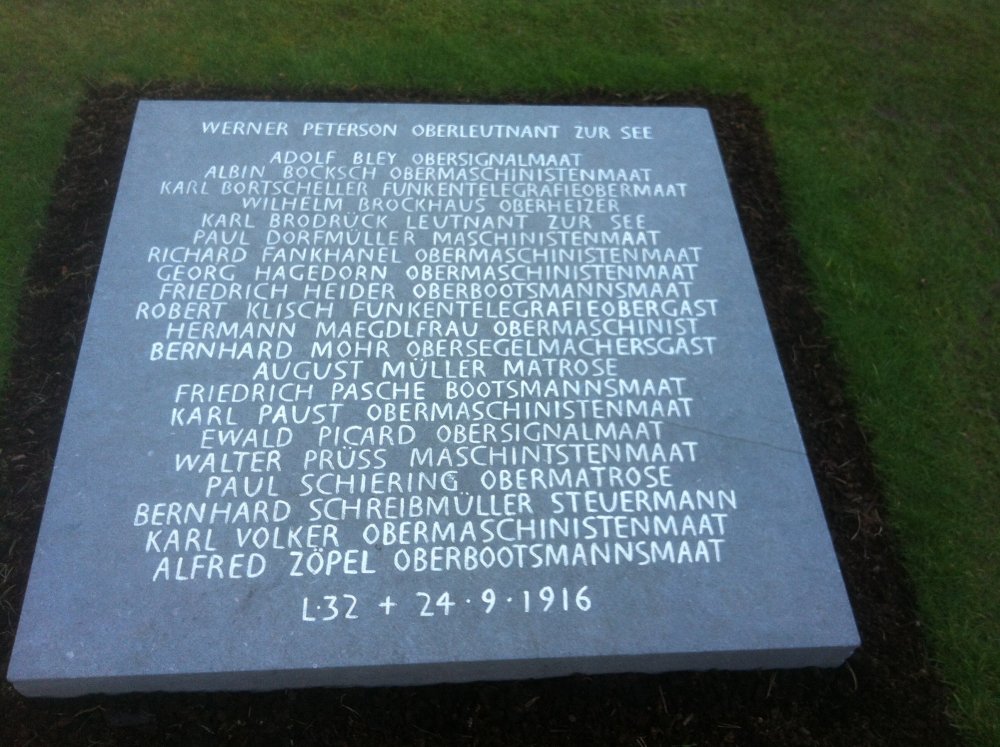 WERNER PETERSON OBERLEUTNANT ZUR SEE
ADOLF BLEY OBERSIGNALMAAT
ALBIN BOCKSCH OBERMASCHINISTENMAAT
KARL BORTSCHELLER FUNKENTELEGRAFIEOBERMAAT
WILHELM BROCKHAUS OBERHEIZER
KARL BRODRÜCK LEUTNANT ZUR SEE
PAUL DORFMÜLLER MASCHINISTENMAAT
RICHARD FANKHANEL OBERMASCHINISTENMAAT
GEORG HAGEDORN OBERMASCHINISTENMAAT
FRIEDRICH HEIDER OBERBOOTSMANNSMAAT
ROBERT KLISCH FUNKENTELEGRAFIEOBERGAST
HERMANN MAEGDLFRAU OBERMASCHINIST
BERNHARD MOHR OBERSEGELMACHERSGAST
AUGUST MÜLLER MATROSE
FRIEDRICH PASCHE BOOTSMANNSMAAT
KARL PAUST OBERMASCHINISTENMAAT
EWALD PICARD OBERSIGNALMAAT
WALTER PRÜSS MASCHINTSTENMAAT
PAUL SCHIERING OBERMATROSE
BERNHARD SCHREIBMÜLLER STEUERMANN
KARL VOLKER OBERMASCHINISTENMAAT
ALFRED ZÖPEL OBERBOOTSMANNSMAAT
L·32 + 24·9·1916